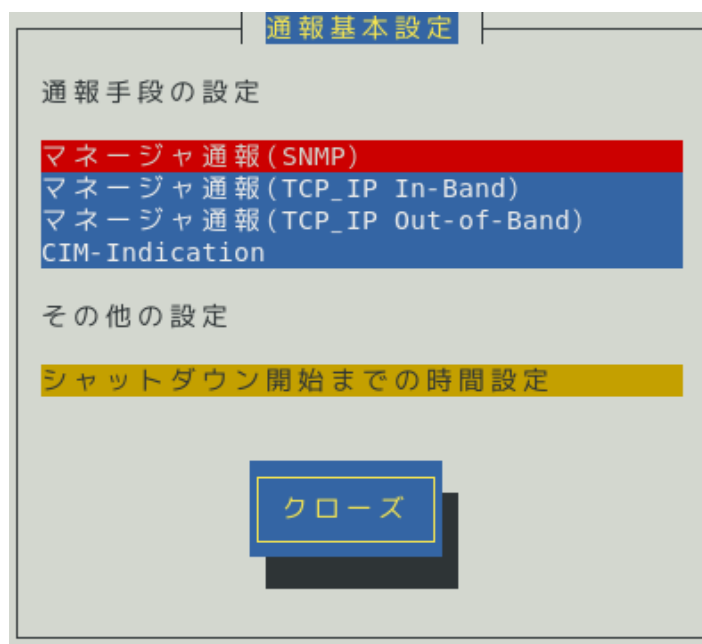 通報基本設定
通報手段の設定
マネージャ通報(SNMP)
マネージャ通報(TCP_IP In-Band)
マネージャ通報(TCP_IP Out-of-Band)
CIM-Indication
その他の設定
シャットダウン開始までの時間設定
クローズ